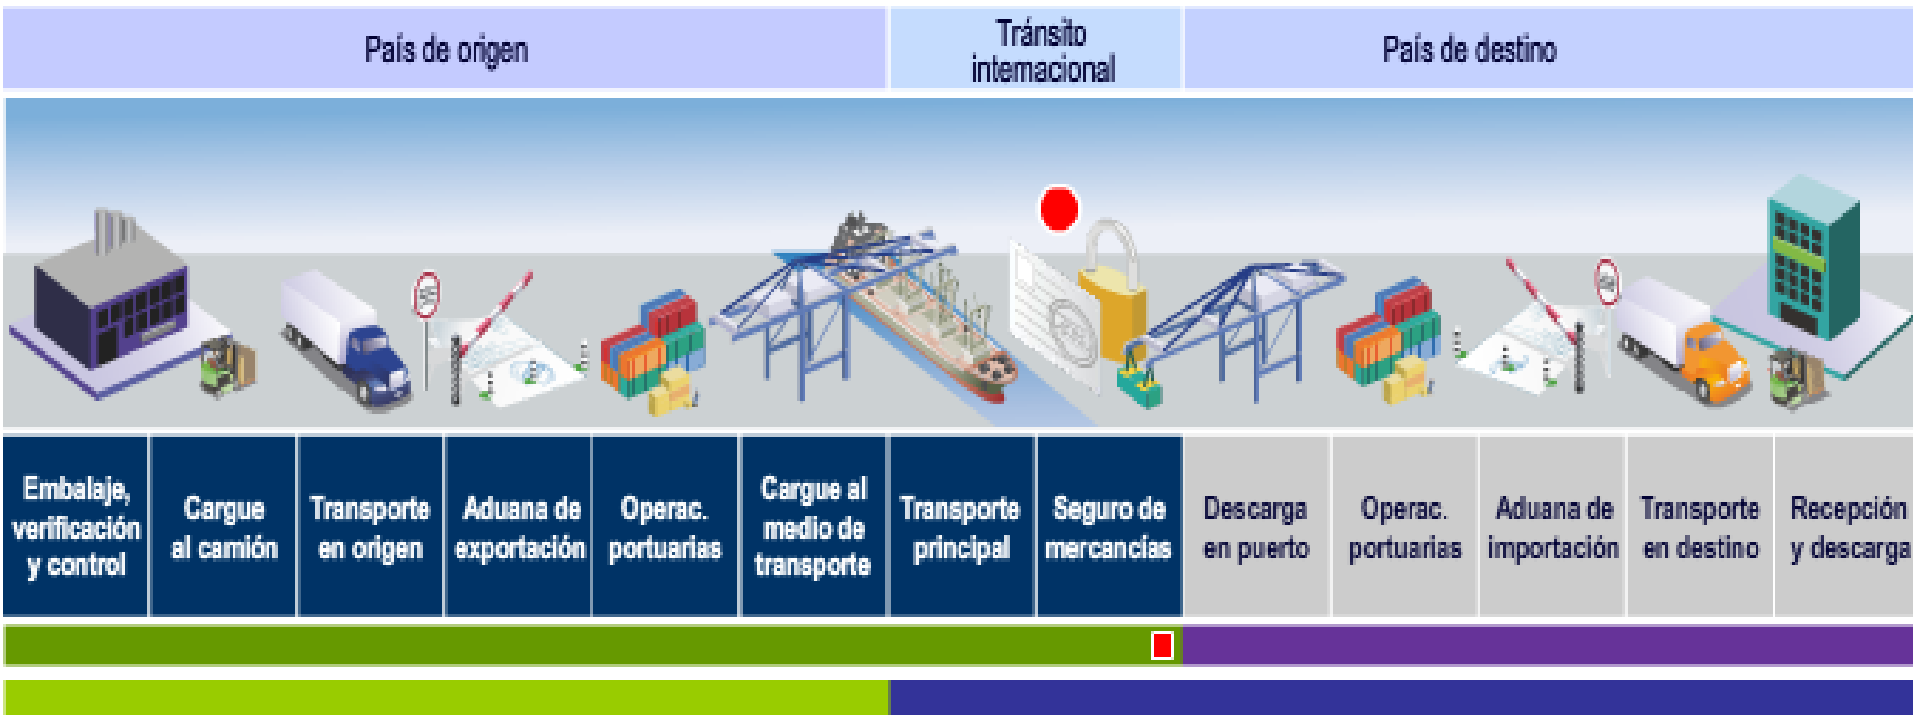 País de origen
Tránsito
internacional
País de destino
Embalaje,
verificación
y control
Cargue
al camión
Transporte
en origen
Aduana de
exportación
Operac.
portuarias
Cargue al
medio de
transporte
Transporte
principal
Seguro de
mercancías
Descarga
en puerto
Operac.
portuarias
Aduana de
importación
Transporte
en destino
Recepción
y descarga